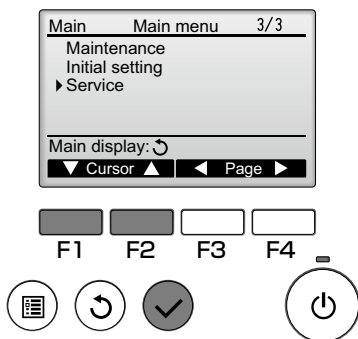 Main Main menu 3/3
Maintenance
Initial setting
Service
Main display:
Cursor Page
F1 F2 F3 F4